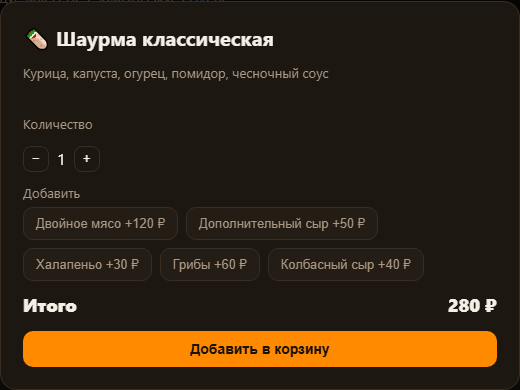 Шаурма классическая
Курица, капуста, огурец, помидор, чесночный соус
Количество
− 1 +
Добавить
Двойное мясо +120 ₽ Дополнительный сыр +50 ₽
Халапеньо +30 ₽ Грибы +60 ₽ Колбасный сыр +40 ₽
Итого 280 ₽
Добавить в корзину